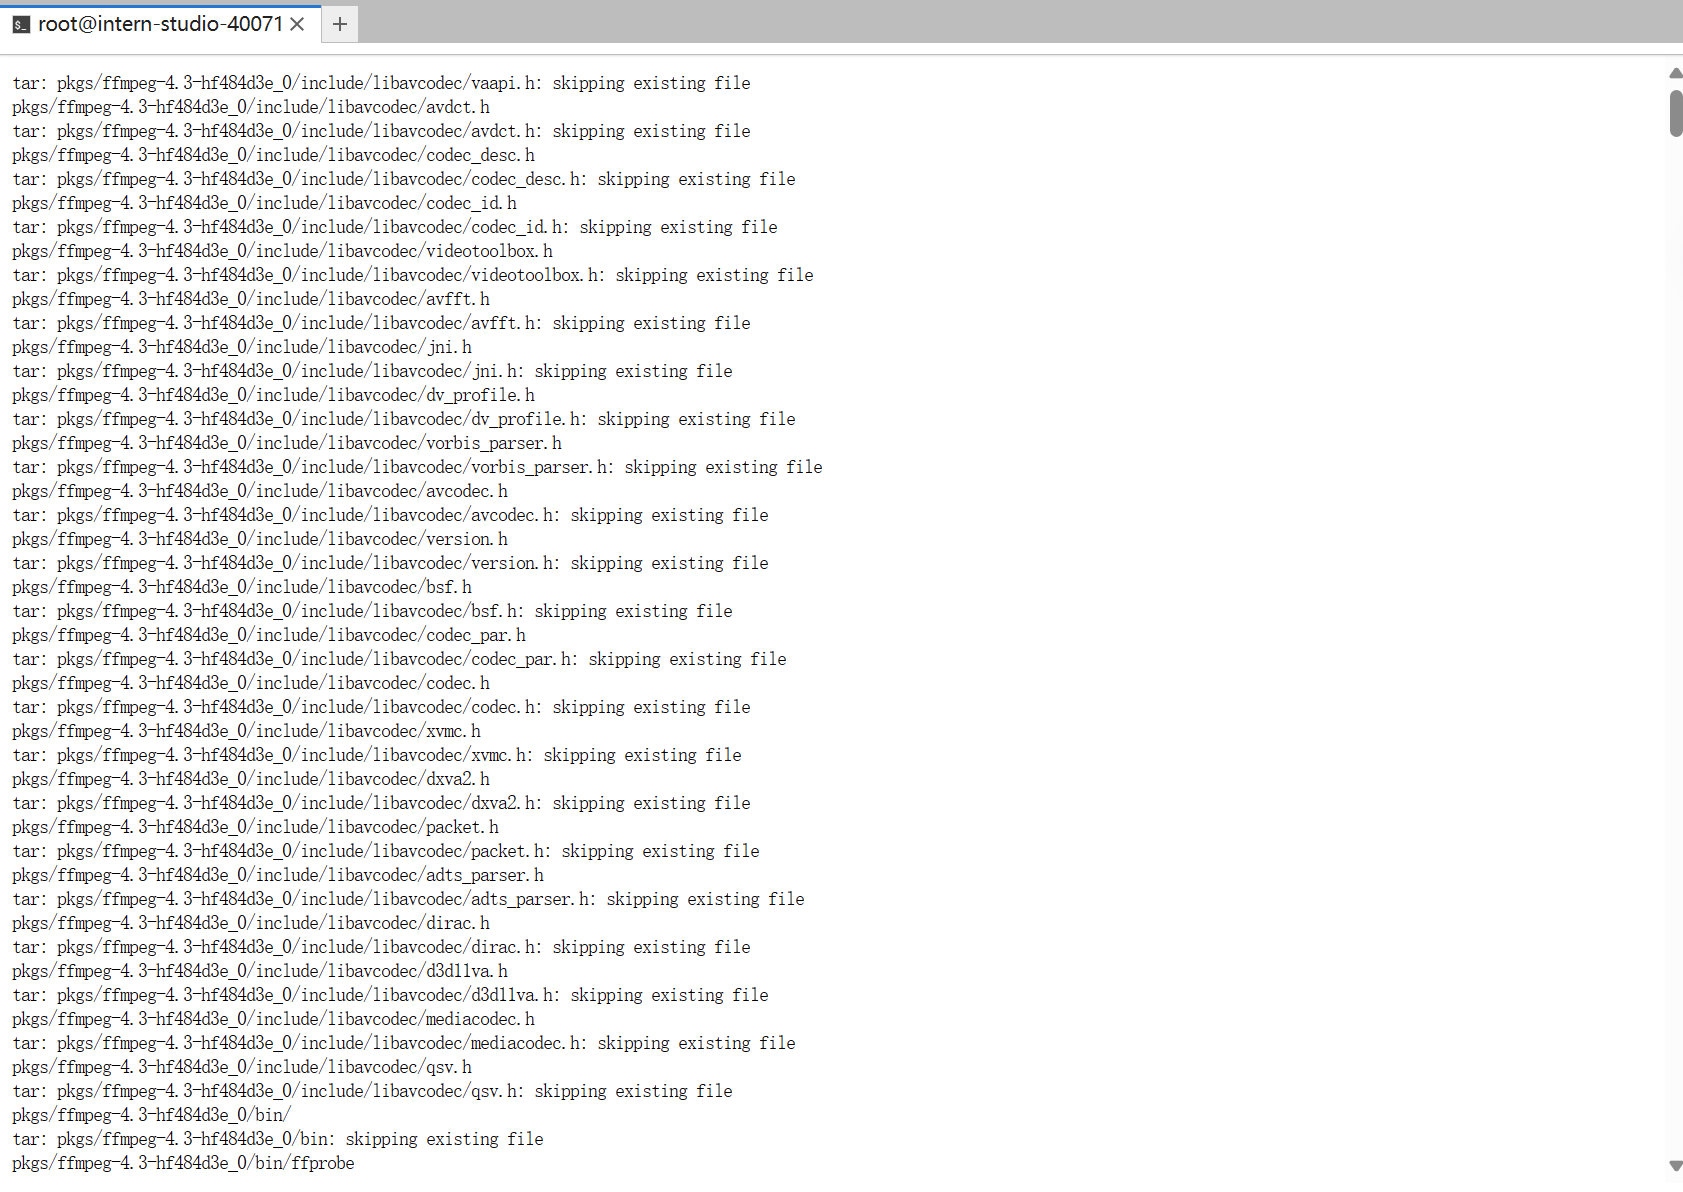 root@intern-studio-40071
tar: pkgs/ffmpeg-4.3-hf484d3e_0/include/libavcodec/vaapi.h: skipping existing file
pkgs/ffmpeg-4.3-hf484d3e_0/include/libavcodec/avdct.h
tar: pkgs/ffmpeg-4.3-hf484d3e_0/include/libavcodec/avdct.h: skipping existing file
pkgs/ffmpeg-4.3-hf484d3e_0/include/libavcodec/codec_desc.h
tar: pkgs/ffmpeg-4.3-hf484d3e_0/include/libavcodec/codec_desc.h: skipping existing file
pkgs/ffmpeg-4.3-hf484d3e_0/include/libavcodec/codec_id.h
tar: pkgs/ffmpeg-4.3-hf484d3e_0/include/libavcodec/codec_id.h: skipping existing file
pkgs/ffmpeg-4.3-hf484d3e_0/include/libavcodec/videotoolbox.h
tar: pkgs/ffmpeg-4.3-hf484d3e_0/include/libavcodec/videotoolbox.h: skipping existing file
pkgs/ffmpeg-4.3-hf484d3e_0/include/libavcodec/avfft.h
tar: pkgs/ffmpeg-4.3-hf484d3e_0/include/libavcodec/avfft.h: skipping existing file
pkgs/ffmpeg-4.3-hf484d3e_0/include/libavcodec/jni.h
tar: pkgs/ffmpeg-4.3-hf484d3e_0/include/libavcodec/jni.h: skipping existing file
pkgs/ffmpeg-4.3-hf484d3e_0/include/libavcodec/dv_profile.h
tar: pkgs/ffmpeg-4.3-hf484d3e_0/include/libavcodec/dv_profile.h: skipping existing file
pkgs/ffmpeg-4.3-hf484d3e_0/include/libavcodec/vorbis_parser.h
tar: pkgs/ffmpeg-4.3-hf484d3e_0/include/libavcodec/vorbis_parser.h: skipping existing file
pkgs/ffmpeg-4.3-hf484d3e_0/include/libavcodec/avcodec.h
tar: pkgs/ffmpeg-4.3-hf484d3e_0/include/libavcodec/avcodec.h: skipping existing file
pkgs/ffmpeg-4.3-hf484d3e_0/include/libavcodec/version.h
tar: pkgs/ffmpeg-4.3-hf484d3e_0/include/libavcodec/version.h: skipping existing file
pkgs/ffmpeg-4.3-hf484d3e_0/include/libavcodec/bsf.h
tar: pkgs/ffmpeg-4.3-hf484d3e_0/include/libavcodec/bsf.h: skipping existing file
pkgs/ffmpeg-4.3-hf484d3e_0/include/libavcodec/codec_par.h
tar: pkgs/ffmpeg-4.3-hf484d3e_0/include/libavcodec/codec_par.h: skipping existing file
pkgs/ffmpeg-4.3-hf484d3e_0/include/libavcodec/codec.h
tar: pkgs/ffmpeg-4.3-hf484d3e_0/include/libavcodec/codec.h: skipping existing file
pkgs/ffmpeg-4.3-hf484d3e_0/include/libavcodec/xvmc.h
tar: pkgs/ffmpeg-4.3-hf484d3e_0/include/libavcodec/xvmc.h: skipping existing file
pkgs/ffmpeg-4.3-hf484d3e_0/include/libavcodec/dxva2.h
tar: pkgs/ffmpeg-4.3-hf484d3e_0/include/libavcodec/dxva2.h: skipping existing file
pkgs/ffmpeg-4.3-hf484d3e_0/include/libavcodec/packet.h
tar: pkgs/ffmpeg-4.3-hf484d3e_0/include/libavcodec/packet.h: skipping existing file
pkgs/ffmpeg-4.3-hf484d3e_0/include/libavcodec/adts_parser.h
tar: pkgs/ffmpeg-4.3-hf484d3e_0/include/libavcodec/adts_parser.h: skipping existing file
pkgs/ffmpeg-4.3-hf484d3e_0/include/libavcodec/dirac.h
tar: pkgs/ffmpeg-4.3-hf484d3e_0/include/libavcodec/dirac.h: skipping existing file
pkgs/ffmpeg-4.3-hf484d3e_0/include/libavcodec/d3d11va.h
tar: pkgs/ffmpeg-4.3-hf484d3e_0/include/libavcodec/d3d11va.h: skipping existing file
pkgs/ffmpeg-4.3-hf484d3e_0/include/libavcodec/mediacodec.h
tar: pkgs/ffmpeg-4.3-hf484d3e_0/include/libavcodec/mediacodec.h: skipping existing file
pkgs/ffmpeg-4.3-hf484d3e_0/include/libavcodec/qsv.h
tar: pkgs/ffmpeg-4.3-hf484d3e_0/include/libavcodec/qsv.h: skipping existing file
pkgs/ffmpeg-4.3-hf484d3e_0/bin/
tar: pkgs/ffmpeg-4.3-hf484d3e_0/bin: skipping existing file
pkgs/ffmpeg-4.3-hf484d3e_0/bin/ffprobe